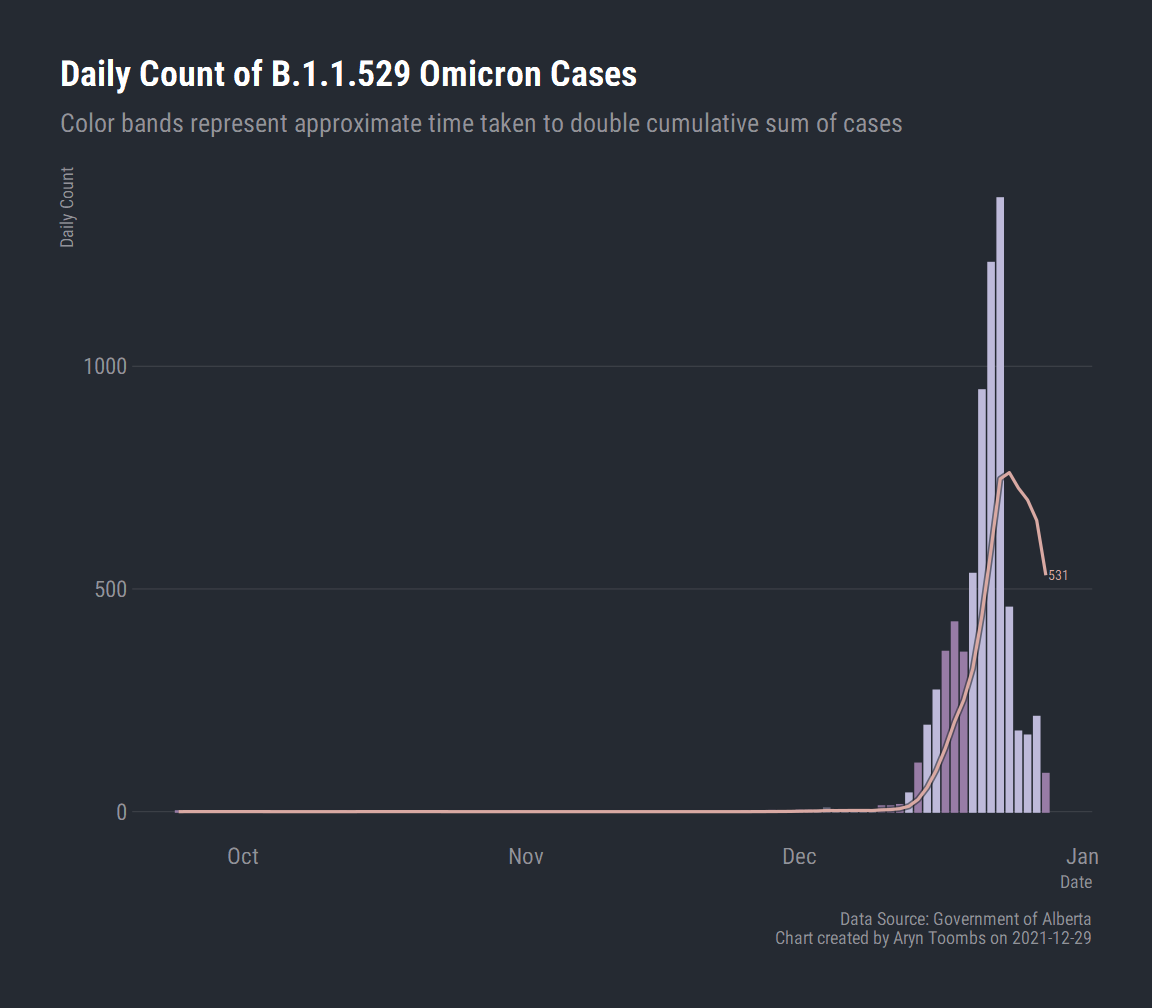 Daily Count of B.1.1.529 Omicron Cases
Color bands represent approximate time taken to double cumulative sum of cases
Daily Count
1000
500
531
0
Oct Nov Dec Jan
Date
Data Source: Government of Alberta
Chart created by Aryn Toombs on 2021-12-29